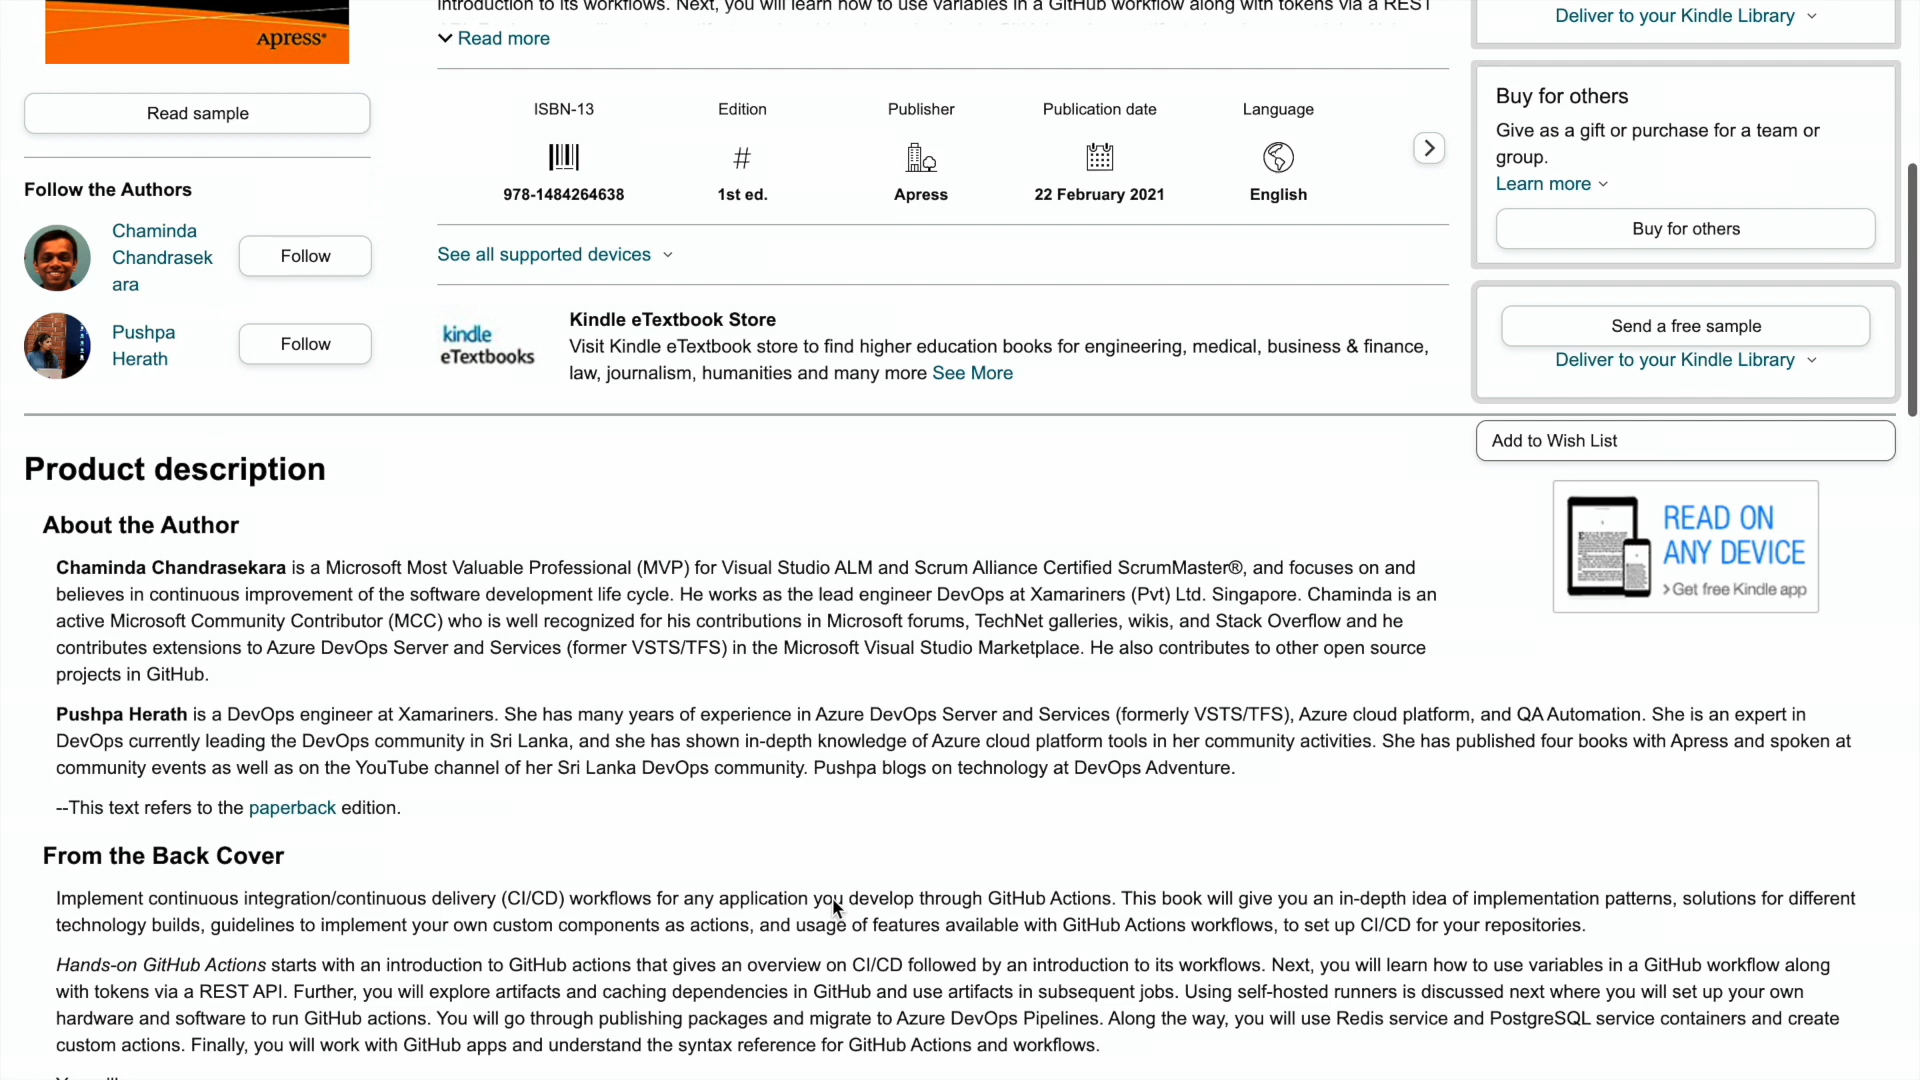 Apress®
Read sample
Follow the Authors
Chaminda
Chandrasek
ara
Follow
Pushpa
Herath
Follow
introduction to its workflows. Next, you will learn how to use variables in a GitHub workflow along with tokens via a REST
Read more
ISBN-13
978-1484264638
Edition
#
1st ed.
Publisher
Apress
Publication date
22 February 2021
Language
English
See all supported devices
kindle
eTextbooks
Kindle eTextbook Store
Visit Kindle eTextbook store to find higher education books for engineering, medical, business & finance,
law, journalism, humanities and many more See More
Deliver to your Kindle Library
Buy for others
Give as a gift or purchase for a team or
group.
Learn more
Buy for others
Send a free sample
Deliver to your Kindle Library
Add to Wish List
READ ON
ANY DEVICE
>Get free Kindle app
Product description
About the Author
Chaminda Chandrasekara is a Microsoft Most Valuable Professional (MVP) for Visual Studio ALM and Scrum Alliance Certified ScrumMaster®, and focuses on and
believes in continuous improvement of the software development life cycle. He works as the lead engineer DevOps at Xamariners (Pvt) Ltd. Singapore. Chaminda is an
active Microsoft Community Contributor (MCC) who is well recognized for his contributions in Microsoft forums, TechNet galleries, wikis, and Stack Overflow and he
contributes extensions to Azure DevOps Server and Services (former VSTS/TFS) in the Microsoft Visual Studio Marketplace. He also contributes to other open source
projects in GitHub.
Pushpa Herath is a DevOps engineer at Xamariners. She has many years of experience in Azure DevOps Server and Services (formerly VSTS/TFS), Azure cloud platform, and QA Automation. She is an expert in
DevOps currently leading the DevOps community in Sri Lanka, and she has shown in-depth knowledge of Azure cloud platform tools in her community activities. She has published four books with Apress and spoken at
community events as well as on the YouTube channel of her Sri Lanka DevOps community. Pushpa blogs on technology at DevOps Adventure.
--This text refers to the paperback edition.
From the Back Cover
Implement continuous integration/continuous delivery (CI/CD) workflows for any application you develop through GitHub Actions. This book will give you an in-depth idea of implementation patterns, solutions for different
technology builds, guidelines to implement your own custom components as actions, and usage of features available with GitHub Actions workflows, to set up CI/CD for your repositories.
Hands-on GitHub Actions starts with an introduction to GitHub actions that gives an overview on CI/CD followed by an introduction to its workflows. Next, you will learn how to use variables in a GitHub workflow along
with tokens via a REST API. Further, you will explore artifacts and caching dependencies in GitHub and use artifacts in subsequent jobs. Using self-hosted runners is discussed next where you will set up your own
hardware and software to run GitHub actions. You will go through publishing packages and migrate to Azure DevOps Pipelines. Along the way, you will use Redis service and PostgreSQL service containers and create
custom actions. Finally, you will work with GitHub apps and understand the syntax reference for GitHub Actions and workflows.